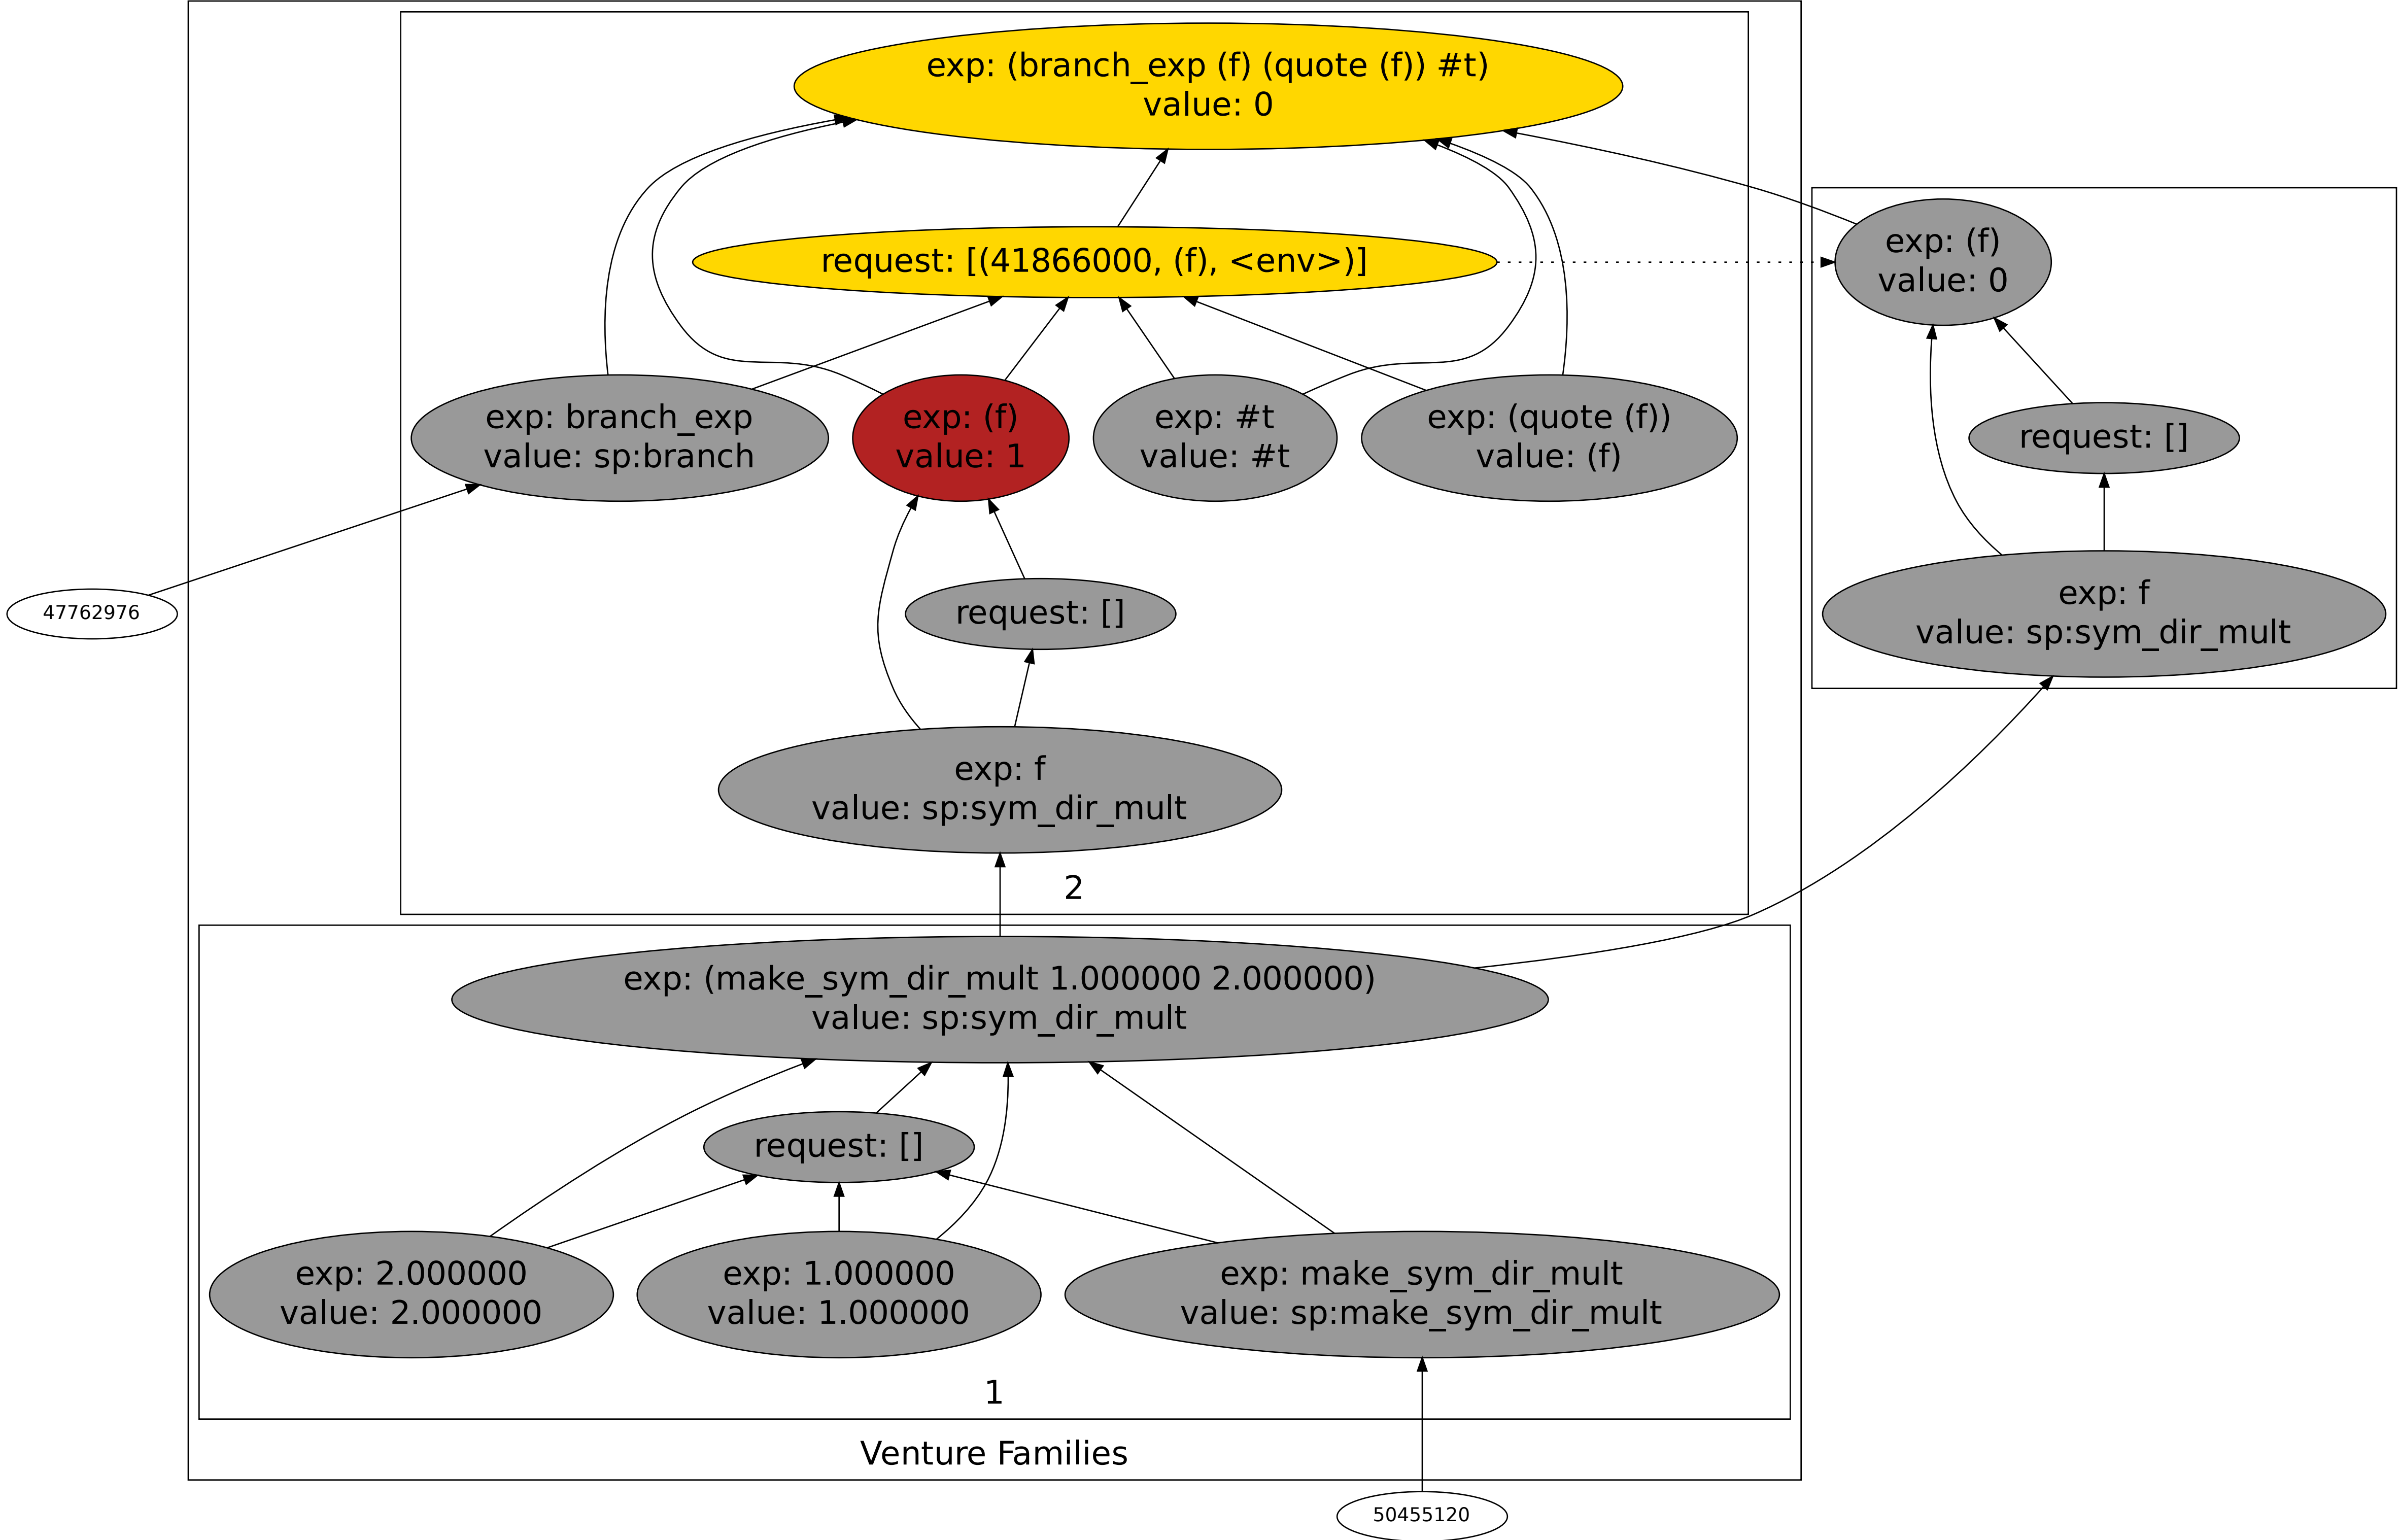 exp: (branch_exp (f) (quote (f)) #t)
value: 0
request: [(41866000, (f), <env>)]
exp: (f)
value: 0
exp: branch_exp
value: sp:branch
exp: (f)
value: 1
exp: #t
value: #t
exp: (quote (f))
value: (f)
request: []
47762976
request: []
exp: f
value: sp:sym_dir_mult
exp: f
value: sp:sym_dir_mult
2
exp: (make_sym_dir_mult 1.000000 2.000000)
value: sp:sym_dir_mult
request: []
exp: 2.000000
value: 2.000000
exp: 1.000000
value: 1.000000
exp: make_sym_dir_mult
value: sp:make_sym_dir_mult
1
Venture Families
50455120